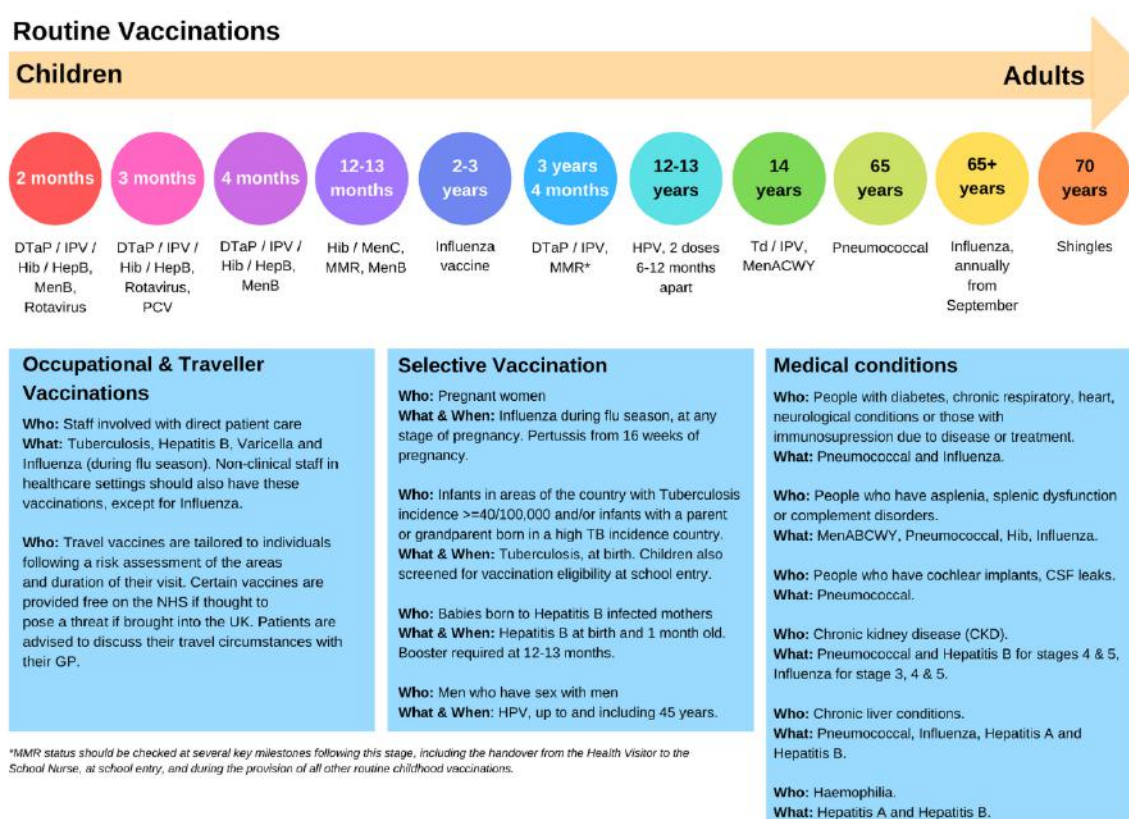 Routine Vaccinations
Children
Adults
2 months
3 months
4 months
12-13
months
2-3
years
3 years
4 months
12-13
years
14
years
65
years
65+
years
70
years
DTaP / IPV /
Hib / HepB,
MenB,
Rotavirus
DTaP / IPV /
Hib / HepB,
Rotavirus,
PCV
DTaP / IPV /
Hib / HepB,
MenB
Hib / MenC,
MMR, MenB
Influenza
vaccine
DTaP / IPV,
MMR*
HPV, 2 doses
6-12 months
apart
Td / IPV,
MenACWY
Pneumococcal
Influenza,
annually
from
September
Shingles
Occupational & Traveller
Vaccinations
Who: Staff involved with direct patient care
What: Tuberculosis, Hepatitis B, Varicella and
Influenza (during flu season). Non-clinical staff in
healthcare settings should also have these
vaccinations, except for Influenza.
Who: Travel vaccines are tailored to individuals
following a risk assessment of the areas
and duration of their visit. Certain vaccines are
provided free on the NHS if thought to
pose a threat if brought into the UK. Patients are
advised to discuss their travel circumstances with
their GP.
Selective Vaccination
Who: Pregnant women
What & When: Influenza during flu season, at any
stage of pregnancy. Pertussis from 16 weeks of
pregnancy.
Who: Infants in areas of the country with Tuberculosis
incidence >=40/100,000 and/or infants with a parent
or grandparent born in a high TB incidence country.
What & When: Tuberculosis, at birth. Children also
screened for vaccination eligibility at school entry.
Who: Babies born to Hepatitis B infected mothers
What & When: Hepatitis B at birth and 1 month old.
Booster required at 12-13 months.
Who: Men who have sex with men
What & When: HPV, up to and including 45 years.
Medical conditions
Who: People with diabetes, chronic respiratory, heart,
neurological conditions or those with
immunosupression due to disease or treatment.
What: Pneumococcal and Influenza.
Who: People who have asplenia, splenic dysfunction
or complement disorders.
What: MenABCWY, Pneumococcal, Hib, Influenza.
Who: People who have cochlear implants, CSF leaks.
What: Pneumococcal.
Who: Chronic kidney disease (CKD).
What: Pneumococcal and Hepatitis B for stages 4 & 5,
Influenza for stage 3, 4 & 5.
Who: Chronic liver conditions.
What: Pneumococcal, Influenza, Hepatitis A and
Hepatitis B.
Who: Haemophilia.
What: Hepatitis A and Hepatitis B.
*MMR status should be checked at several key milestones following this stage, including the handover from the Health Visitor to the
School Nurse, at school entry, and during the provision of all other routine childhood vaccinations.